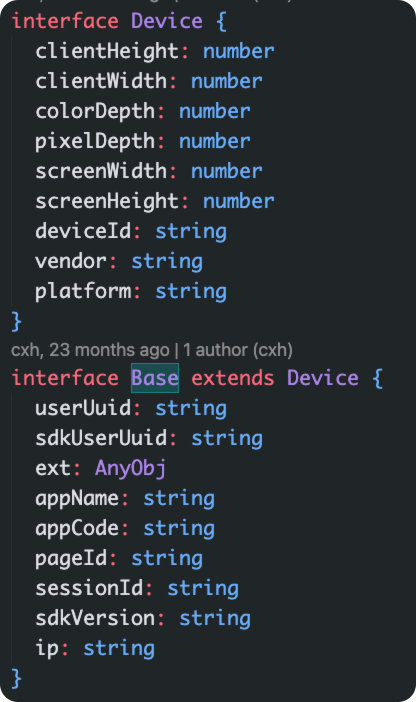 interface Device {
clientHeight: number
clientWidth: number
colorDepth: number
pixelDepth: number
screenWidth: number
screenHeight: number
deviceId: string
vendor: string
platform: string
}
cxh, 23 months ago | 1 author (cxh)
interface Base extends Device {
userUuid: string
sdkUserUuid: string
ext: AnyObj
appName: string
appCode: string
pageId: string
sessionId: string
sdkVersion: string
ip: string
}